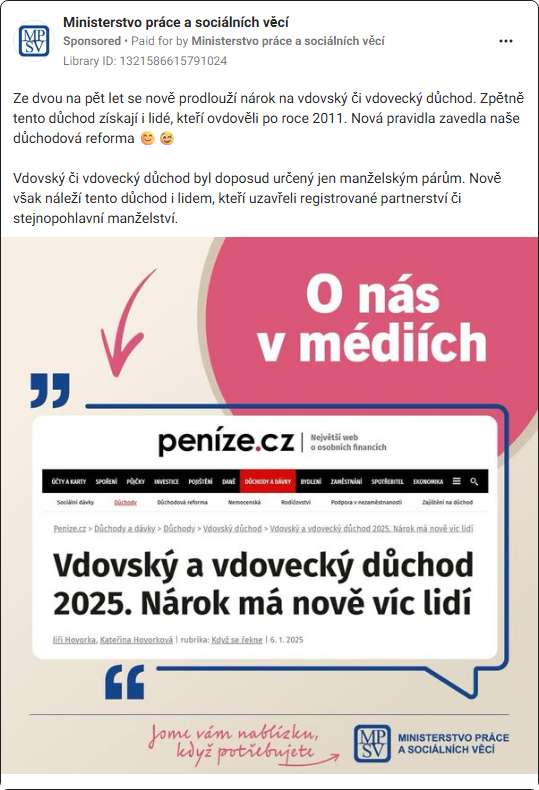 Ministerstvo práce a sociálních věcí
Sponsored • Paid for by Ministerstvo práce a sociálních věcí
Library ID: 1321586615791024
Ze dvou na pět let se nově prodlouží nárok na vdovský či vdovecký důchod. Zpětně
tento důchod získají i lidé, kteří ovdověli po roce 2011. Nová pravidla zavedla naše
důchodová reforma 😊 😉
Vdovský či vdovecký důchod byl doposud určený jen manželským párům. Nově
však náleží tento důchod i lidem, kteří uzavřeli registrované partnerství či
stejnopohlavní manželství.
O nás
v médiích
peníze.cz | Největší web
o osobních financích
ÚČTY A KARTY SPOŘENÍ PŮJČKY INVESTICE POJIŠTĚNÍ DANĚ DŮCHODY A DÁVKY BYDLENÍ ZAMĚSTNÁNÍ SPOTŘEBITEL EKONOMIKA
Sociální dávky Důchody Důchodová reforma Nemocenská Rodičovství Podpora v nezaměstnanosti Zajištění na důchod
Peníze.cz > Důchody a dávky > Důchody > Vdovský důchod > Vdovský a vdovecký důchod 2025. Nárok má nově víc lidí
Vdovský a vdovecký důchod
2025. Nárok má nově víc lidí
Jiří Hovorka, Kateřina Hovorková | rubrika: Když se řekne | 6. 1. 2025
Jsme vám nablízku,
když potřebujete
MP
SV
MINISTERSTVO PRÁCE
A SOCIÁLNÍCH VĚCÍ